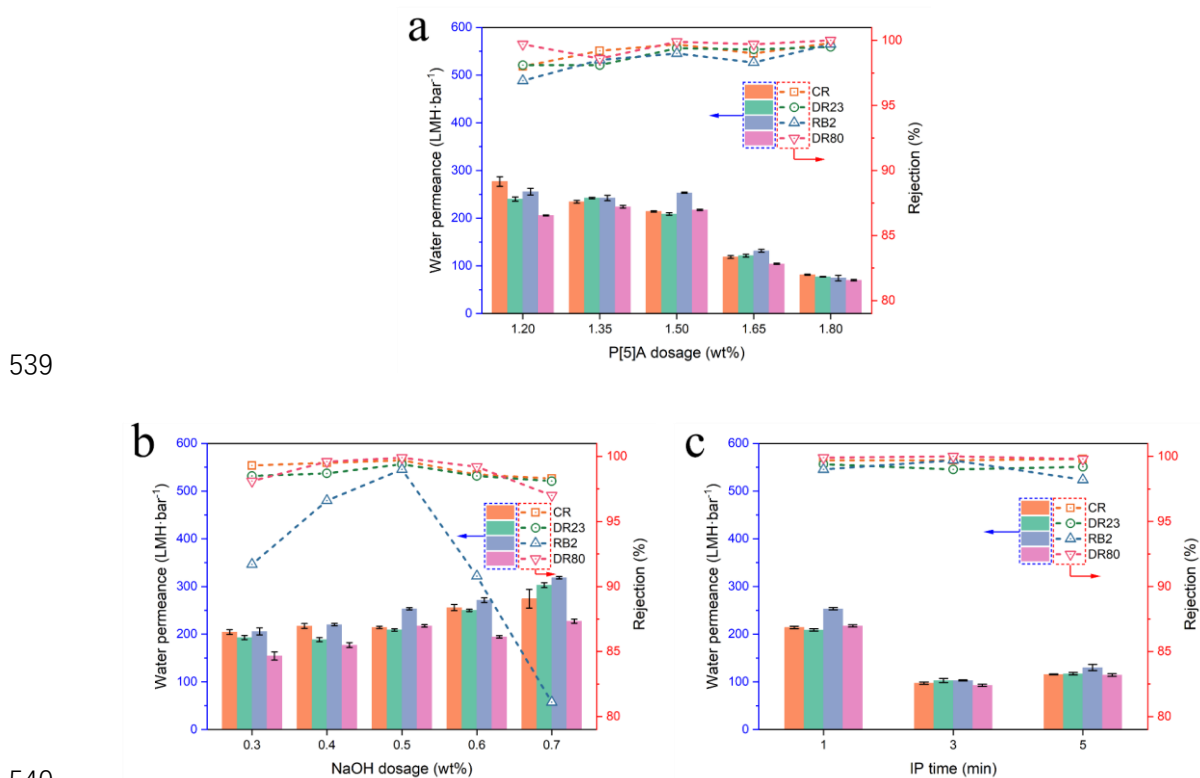 a
600
500
400
300
200
100
0
Water permeance (LMH·bar⁻¹)
100
95
90
85
80
Rejection (%)
CR
DR23
RB2
DR80
1.20 1.35 1.50 1.65 1.80
P[5]A dosage (wt%)
539
b
600
500
400
300
200
100
0
Water permeance (LMH·bar⁻¹)
100
95
90
85
80
Rejection (%)
CR
DR23
RB2
DR80
0.3 0.4 0.5 0.6 0.7
NaOH dosage (wt%)
c
600
500
400
300
200
100
0
Water permeance (LMH·bar⁻¹)
100
95
90
85
80
Rejection (%)
CR
DR23
RB2
DR80
1 3 5
IP time (min)